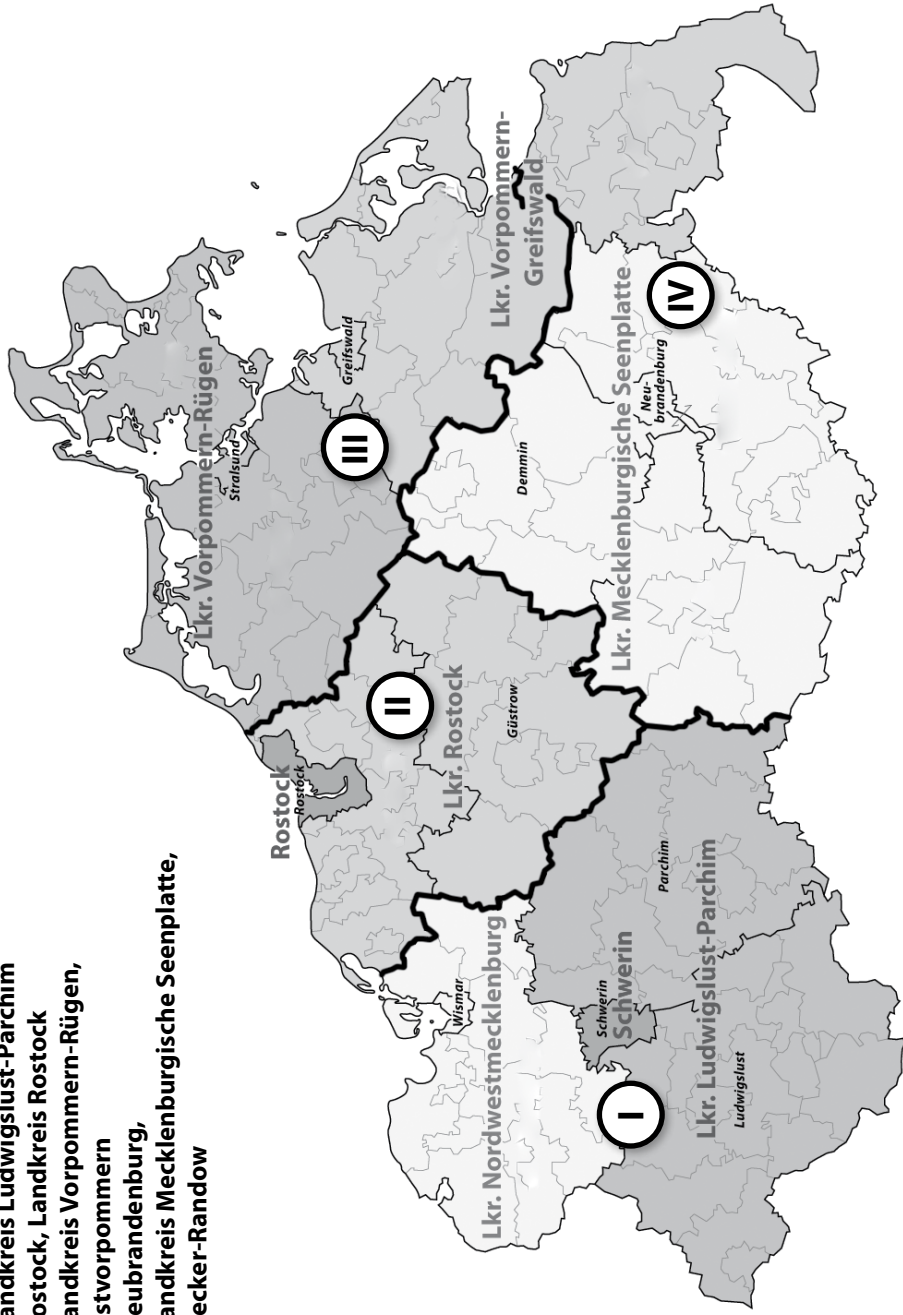 andkreis Ludwigslust-Parchim
ostock, Landkreis Rostock
andkreis Vorpommern-Rügen,
stvorpommern
eubrandenburg,
andkreis Mecklenburgische Seenplatte,
ecker-Randow
Lkr. Vorpommern-Rügen
Stralsund
III
Greifswald
Lkr. Vorpommern-
Greifswald
Rostock
Rostock
II
Lkr. Rostock
Güstrow
Demmin
Lkr. Mecklenburgische Seenplatte
Neu-
brandenburg
IV
Wismar
Lkr. Nordwestmecklenburg
Schwerin
Schwerin
I
Parchim
Lkr. Ludwigslust-Parchim
Ludwigslust